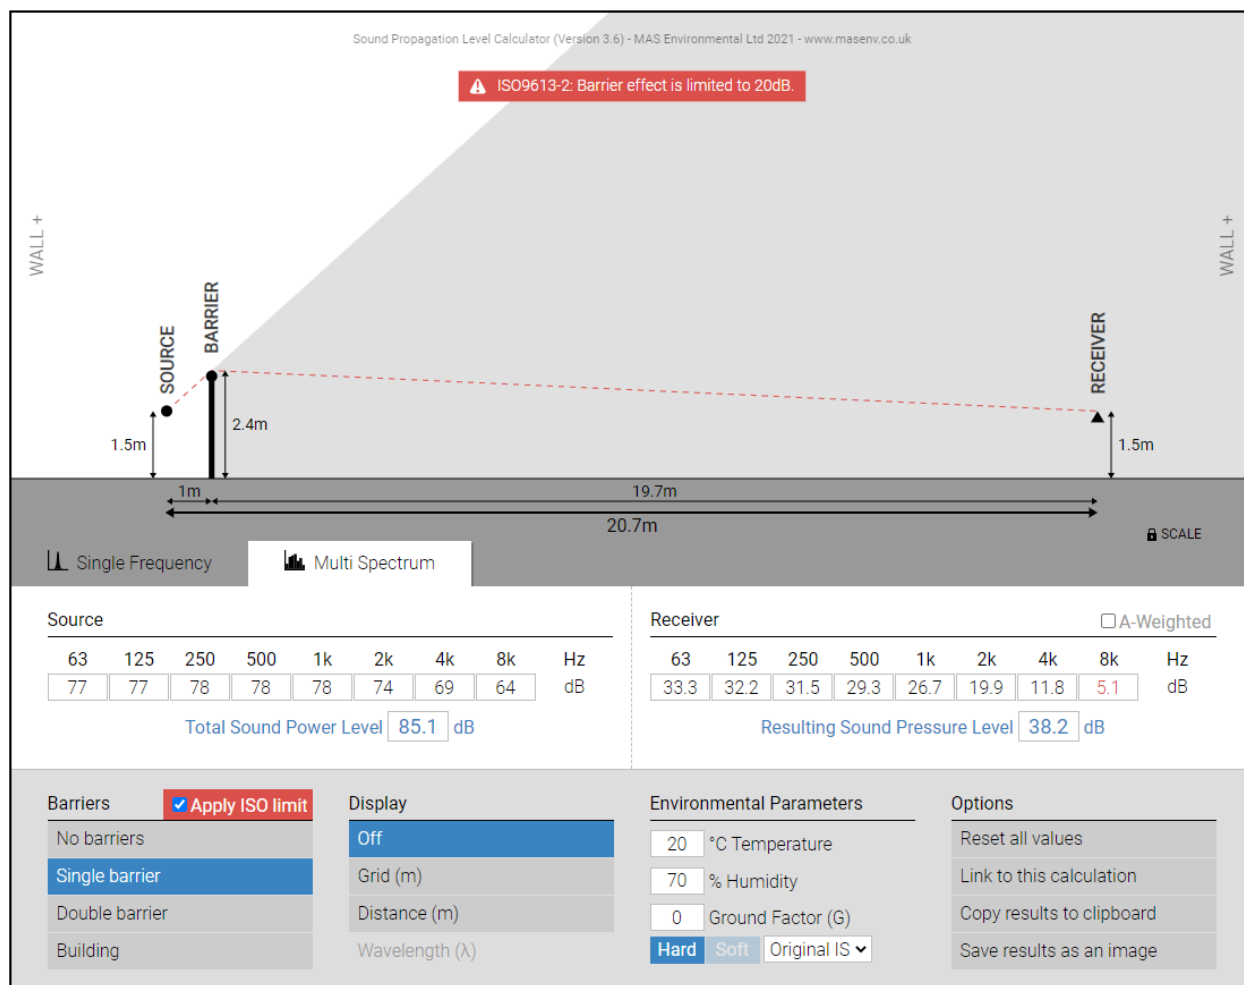 Sound Propagation Level Calculator (Version 3.6) - MAS Environmental Ltd 2021 - www.masenv.co.uk
ISO9613-2: Barrier effect is limited to 20dB.
WALL +
WALL +
SOURCE
BARRIER
RECEIVER
1.5m
2.4m
1.5m
1m
19.7m
20.7m
SCALE
Single Frequency
Multi Spectrum
Source
63 125 250 500 1k 2k 4k 8k Hz
77 77 78 78 78 74 69 64 dB
Total Sound Power Level 85.1 dB
Receiver
A-Weighted
63 125 250 500 1k 2k 4k 8k Hz
33.3 32.2 31.5 29.3 26.7 19.9 11.8 5.1 dB
Resulting Sound Pressure Level 38.2 dB
Barriers
Apply ISO limit
No barriers
Single barrier
Double barrier
Building
Display
Off
Grid (m)
Distance (m)
Wavelength (λ)
Environmental Parameters
20 °C Temperature
70 % Humidity
0 Ground Factor (G)
Hard Soft Original IS
Options
Reset all values
Link to this calculation
Copy results to clipboard
Save results as an image